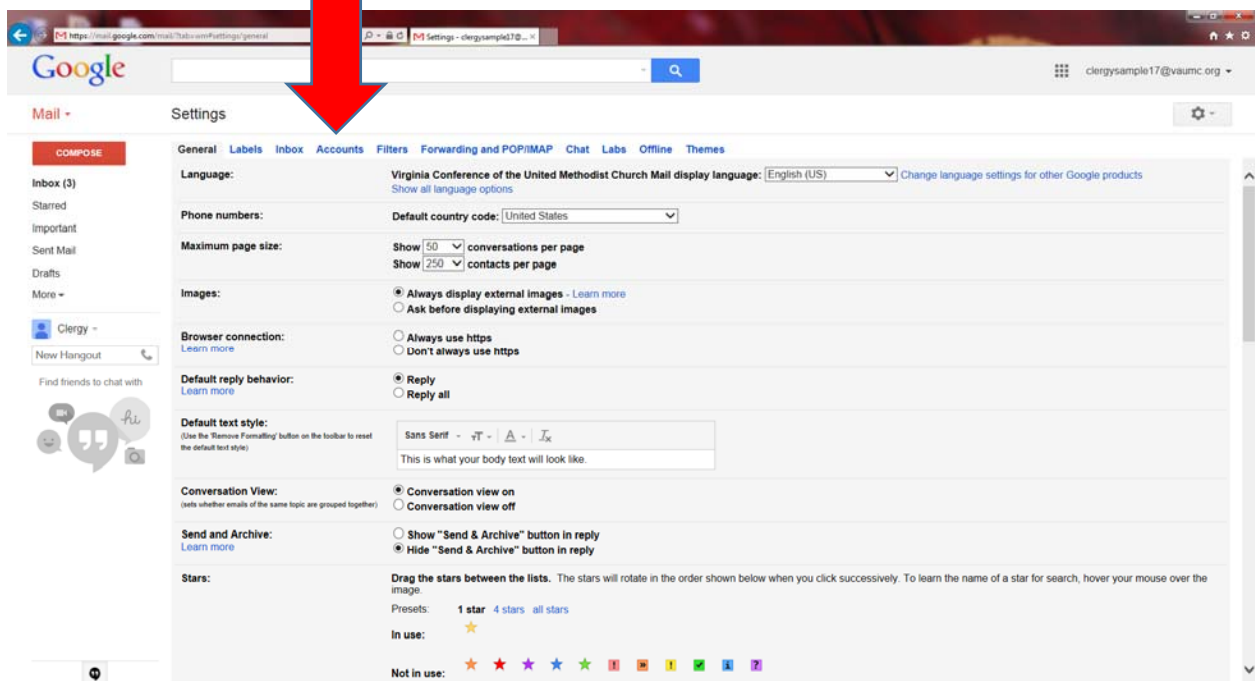 https://mail.google.com/mail/?tab=wm#settings/general
Settings - clergysample17@...
Google
clergysample17@vaumc.org
Mail
Settings
COMPOSE
General Labels Inbox Accounts Filters Forwarding and POP/IMAP Chat Labs Offline Themes
Inbox (3)
Starred
Important
Sent Mail
Drafts
More
Clergy
New Hangout
Find friends to chat with
hi
Language:
Virginia Conference of the United Methodist Church Mail display language: English (US) Change language settings for other Google products
Show all language options
Phone numbers:
Default country code: United States
Maximum page size:
Show 50 conversations per page
Show 250 contacts per page
Images:
Always display external images - Learn more
Ask before displaying external images
Browser connection:
Learn more
Always use https
Don't always use https
Default reply behavior:
Learn more
Reply
Reply all
Default text style:
(Use the 'Remove Formatting' button on the toolbar to reset
the default text style)
Sans Serif
This is what your body text will look like.
Conversation View:
(sets whether emails of the same topic are grouped together)
Conversation view on
Conversation view off
Send and Archive:
Learn more
Show "Send & Archive" button in reply
Hide "Send & Archive" button in reply
Stars:
Drag the stars between the lists. The stars will rotate in the order shown below when you click successively. To learn the name of a star for search, hover your mouse over the
image.
Presets: 1 star 4 stars all stars
In use:
Not in use: